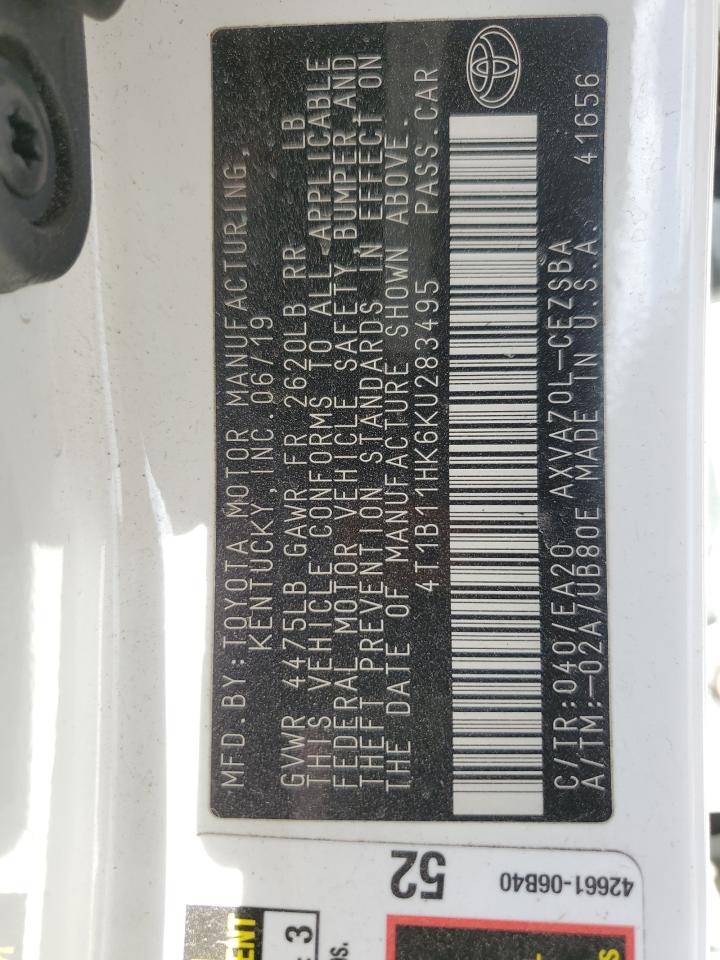 MFD.BY:TOYOTA MOTOR MANUFACTURING,
KENTUCKY, INC. 06/19
GVWR 4475LB GAWR FR 2620LB RR LB
THIS VEHICLE CONFORMS TO ALL APPLICABLE
FEDERAL MOTOR VEHICLE SAFETY, BUMPER, AND
THEFT PREVENTION STANDARDS IN EFFECT ON
THE DATE OF MANUFACTURE SHOWN ABOVE.
4T1B11HK6KU283495 PASS.CAR
C/TR:040/EA20 AXVA70L-CEZSBA
A/TM:-02A/UB80E MADE IN U.S.A. 41656
52
42661-06B40
3